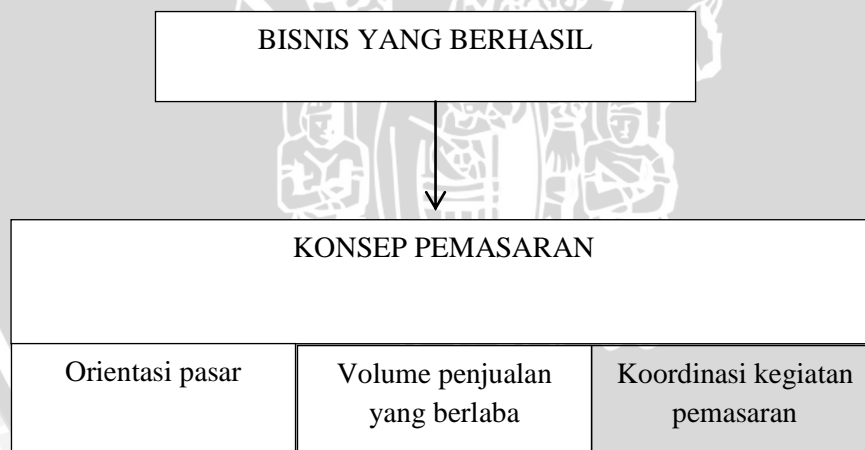 BISNIS YANG BERHASIL
KONSEP PEMASARAN
Orientasi pasar
Volume penjualan
yang berlaba
Koordinasi kegiatan
pemasaran